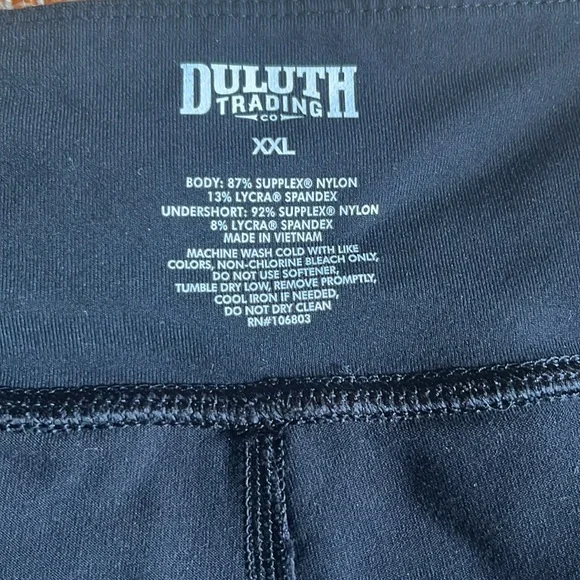 DULUTH
TRADING
CO
XXL
BODY: 87% SUPPLEX® NYLON
13% LYCRA® SPANDEX
UNDERSHORT: 92% SUPPLEX® NYLON
8% LYCRA® SPANDEX
MADE IN VIETNAM
MACHINE WASH COLD WITH LIKE
COLORS, NON-CHLORINE BLEACH ONLY,
DO NOT USE SOFTENER,
TUMBLE DRY LOW, REMOVE PROMPTLY,
COOL IRON IF NEEDED,
DO NOT DRY CLEAN
RN#106803